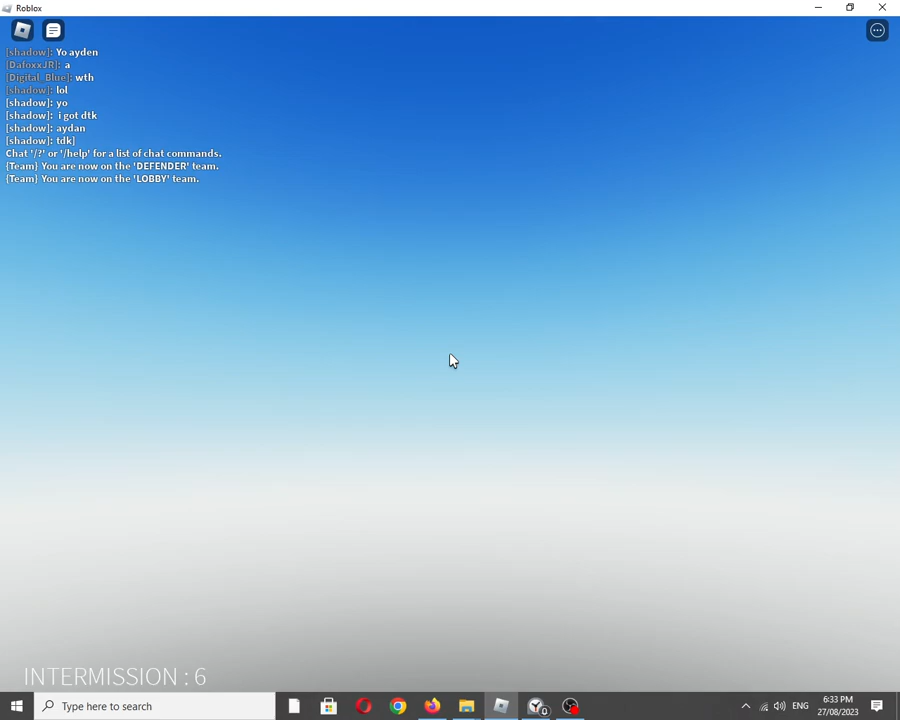 Roblox
[shadow]: Yo ayden
[DafoxxJR]: a
[Digital_Blue]: wth
[shadow]: lol
[shadow]: yo
[shadow]: i got dtk
[shadow]: aydan
[shadow]: tdk]
Chat '/?' or '/help' for a list of chat commands.
{Team} You are now on the 'DEFENDER' team.
{Team} You are now on the 'LOBBY' team.
INTERMISSION : 6
Type here to search
0
ENG
6:33 PM
27/08/2023